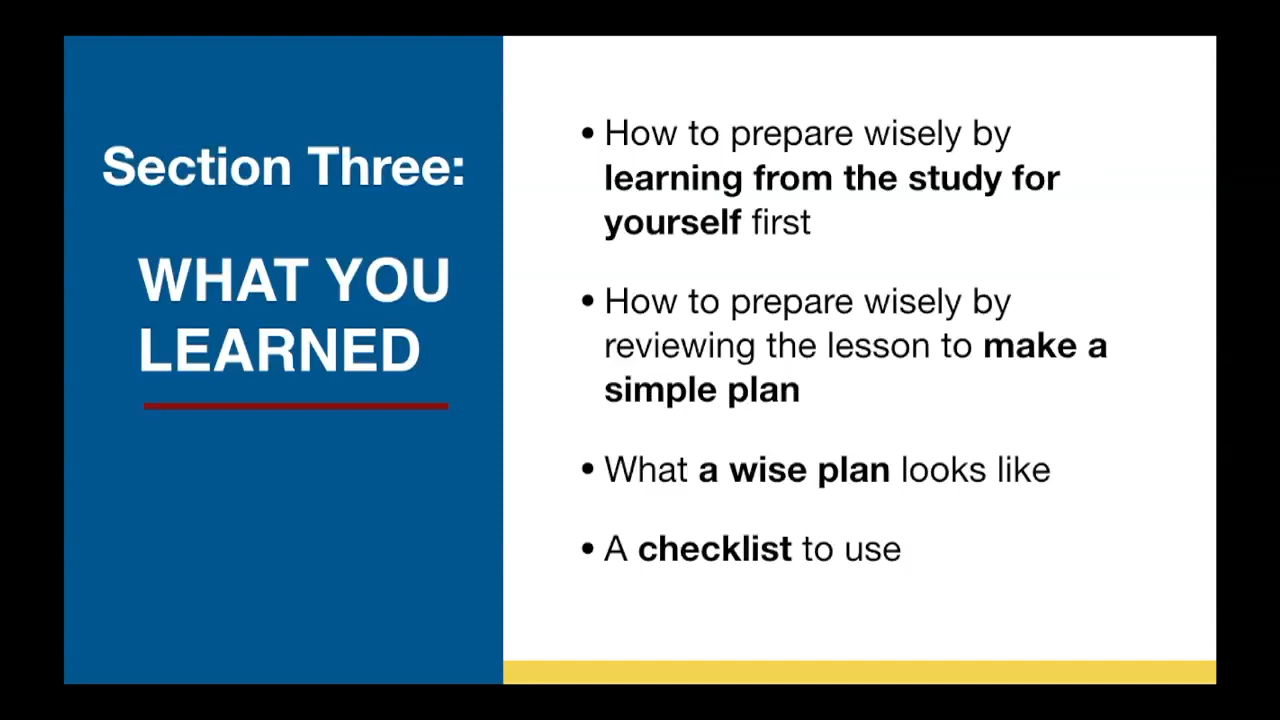 Section Three:
WHAT YOU
LEARNED
• How to prepare wisely by
learning from the study for
yourself first
• How to prepare wisely by
reviewing the lesson to make a
simple plan
• What a wise plan looks like
• A checklist to use